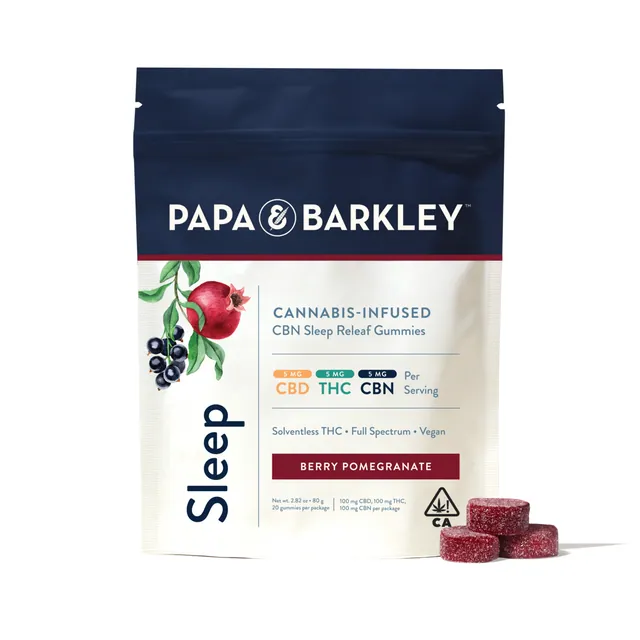 PAPA & BARKLEY™
CANNABIS-INFUSED
CBN Sleep Releaf Gummies
5 MG 5 MG 5 MG
CBD THC CBN
Per
Serving
Sleep
Solventless THC • Full Spectrum • Vegan
BERRY POMEGRANATE
Net wt. 2.82 oz • 80 g
20 gummies per package
100 mg CBD, 100 mg THC,
100 mg CBN per package
CA